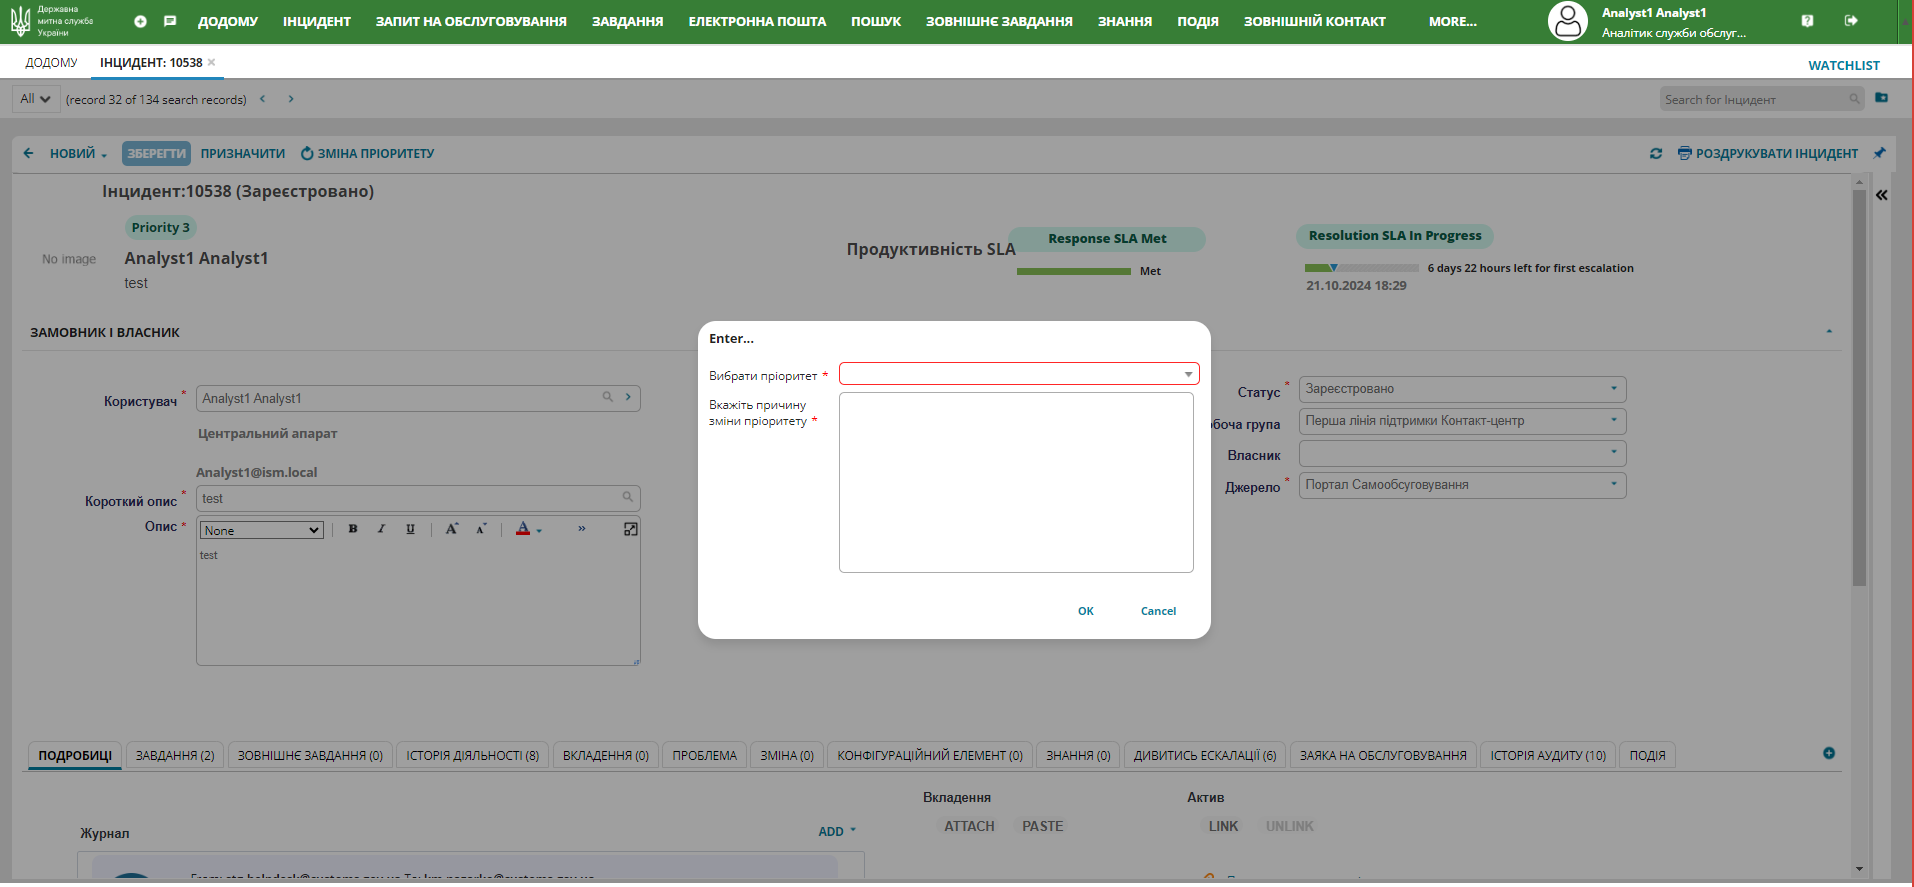 Державна
митна служба
України
ДОДОМУ ІНЦИДЕНТ ЗАПИТ НА ОБСЛУГОВУВАННЯ ЗАВДАННЯ ЕЛЕКТРОННА ПОШТА ПОШУК ЗОВНІШНЄ ЗАВДАННЯ ЗНАННЯ ПОДІЯ ЗОВНІШНІЙ КОНТАКТ MORE...
Analyst1 Analyst1
Аналітик служби обслуг...
ДОДОМУ ІНЦИДЕНТ: 10538 ×
WATCHLIST
All (record 32 of 134 search records)
Search for Інцидент
НОВИЙ ЗБЕРЕГТИ ПРИЗНАЧИТИ ЗМІНА ПРІОРИТЕТУ
РОЗДРУКУВАТИ ІНЦИДЕНТ
Інцидент:10538 (Зареєстровано)
Priority 3
No image
Analyst1 Analyst1
test
Продуктивність SLA
Response SLA Met
Met
Resolution SLA In Progress
6 days 22 hours left for first escalation
21.10.2024 18:29
ЗАМОВНИК І ВЛАСНИК
Enter...
Вибрати пріоритет *
Вкажіть причину
зміни пріоритету *
OK Cancel
Користувач * Analyst1 Analyst1
Центральний апарат
Analyst1@ism.local
Короткий опис * test
Опис * None B I U A A A »
test
Статус * Зареєстровано
боча група Перша лінія підтримки Контакт-центр
Власник
Джерело * Портал Самообсуговування
ПОДРОБИЦІ ЗАВДАННЯ (2) ЗОВНІШНЄ ЗАВДАННЯ (0) ІСТОРІЯ ДІЯЛЬНОСТІ (8) ВКЛАДЕННЯ (0) ПРОБЛЕМА ЗМІНА (0) КОНФІГУРАЦІЙНИЙ ЕЛЕМЕНТ (0) ЗНАННЯ (0) ДИВИТИСЬ ЕСКАЛАЦІЇ (6) ЗАЯКА НА ОБСЛУГОВУВАННЯ ІСТОРІЯ АУДИТУ (10) ПОДІЯ
Вкладення
ATTACH PASTE
Актив
LINK UNLINK
Журнал
ADD